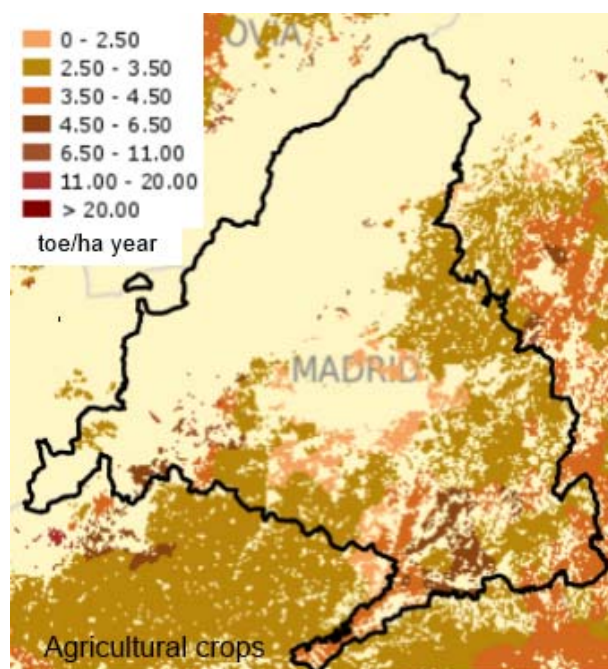 OVIA
0 - 2.50
2.50 - 3.50
3.50 - 4.50
4.50 - 6.50
6.50 - 11.00
11.00 - 20.00
> 20.00
toe/ha year
MADRID
Agricultural crops